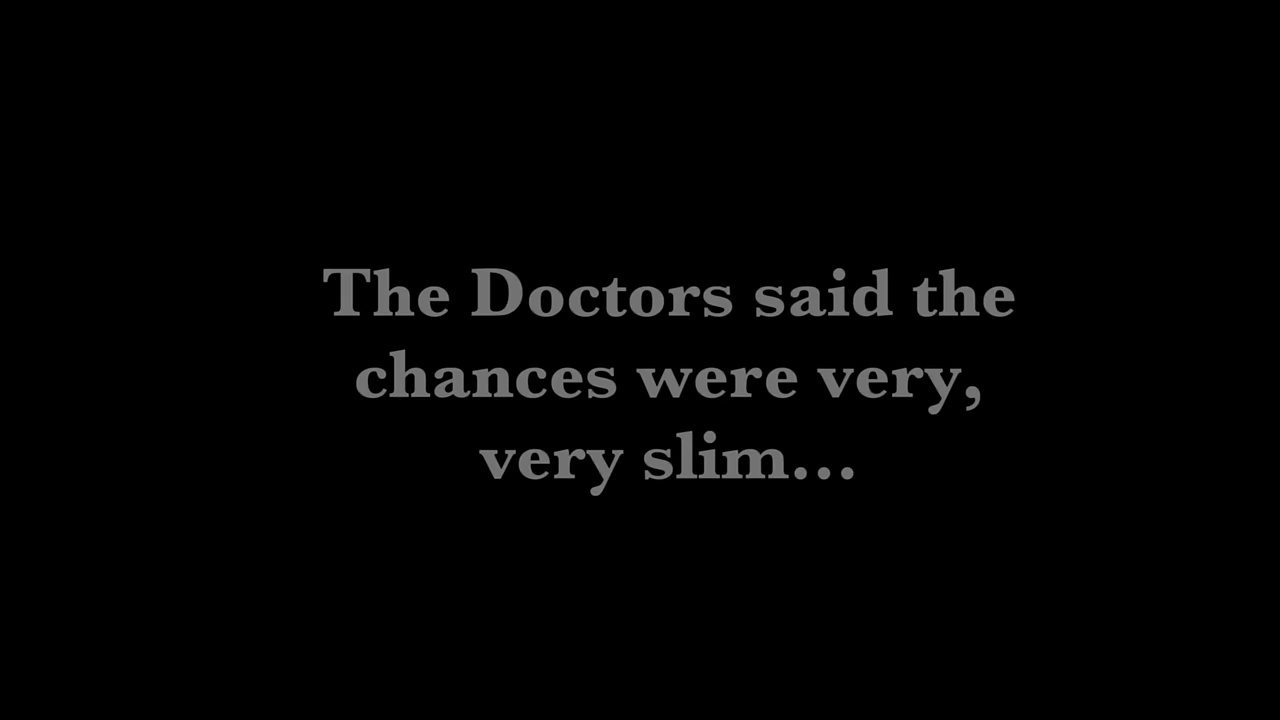 The Doctors said the
chances were very,
very slim...